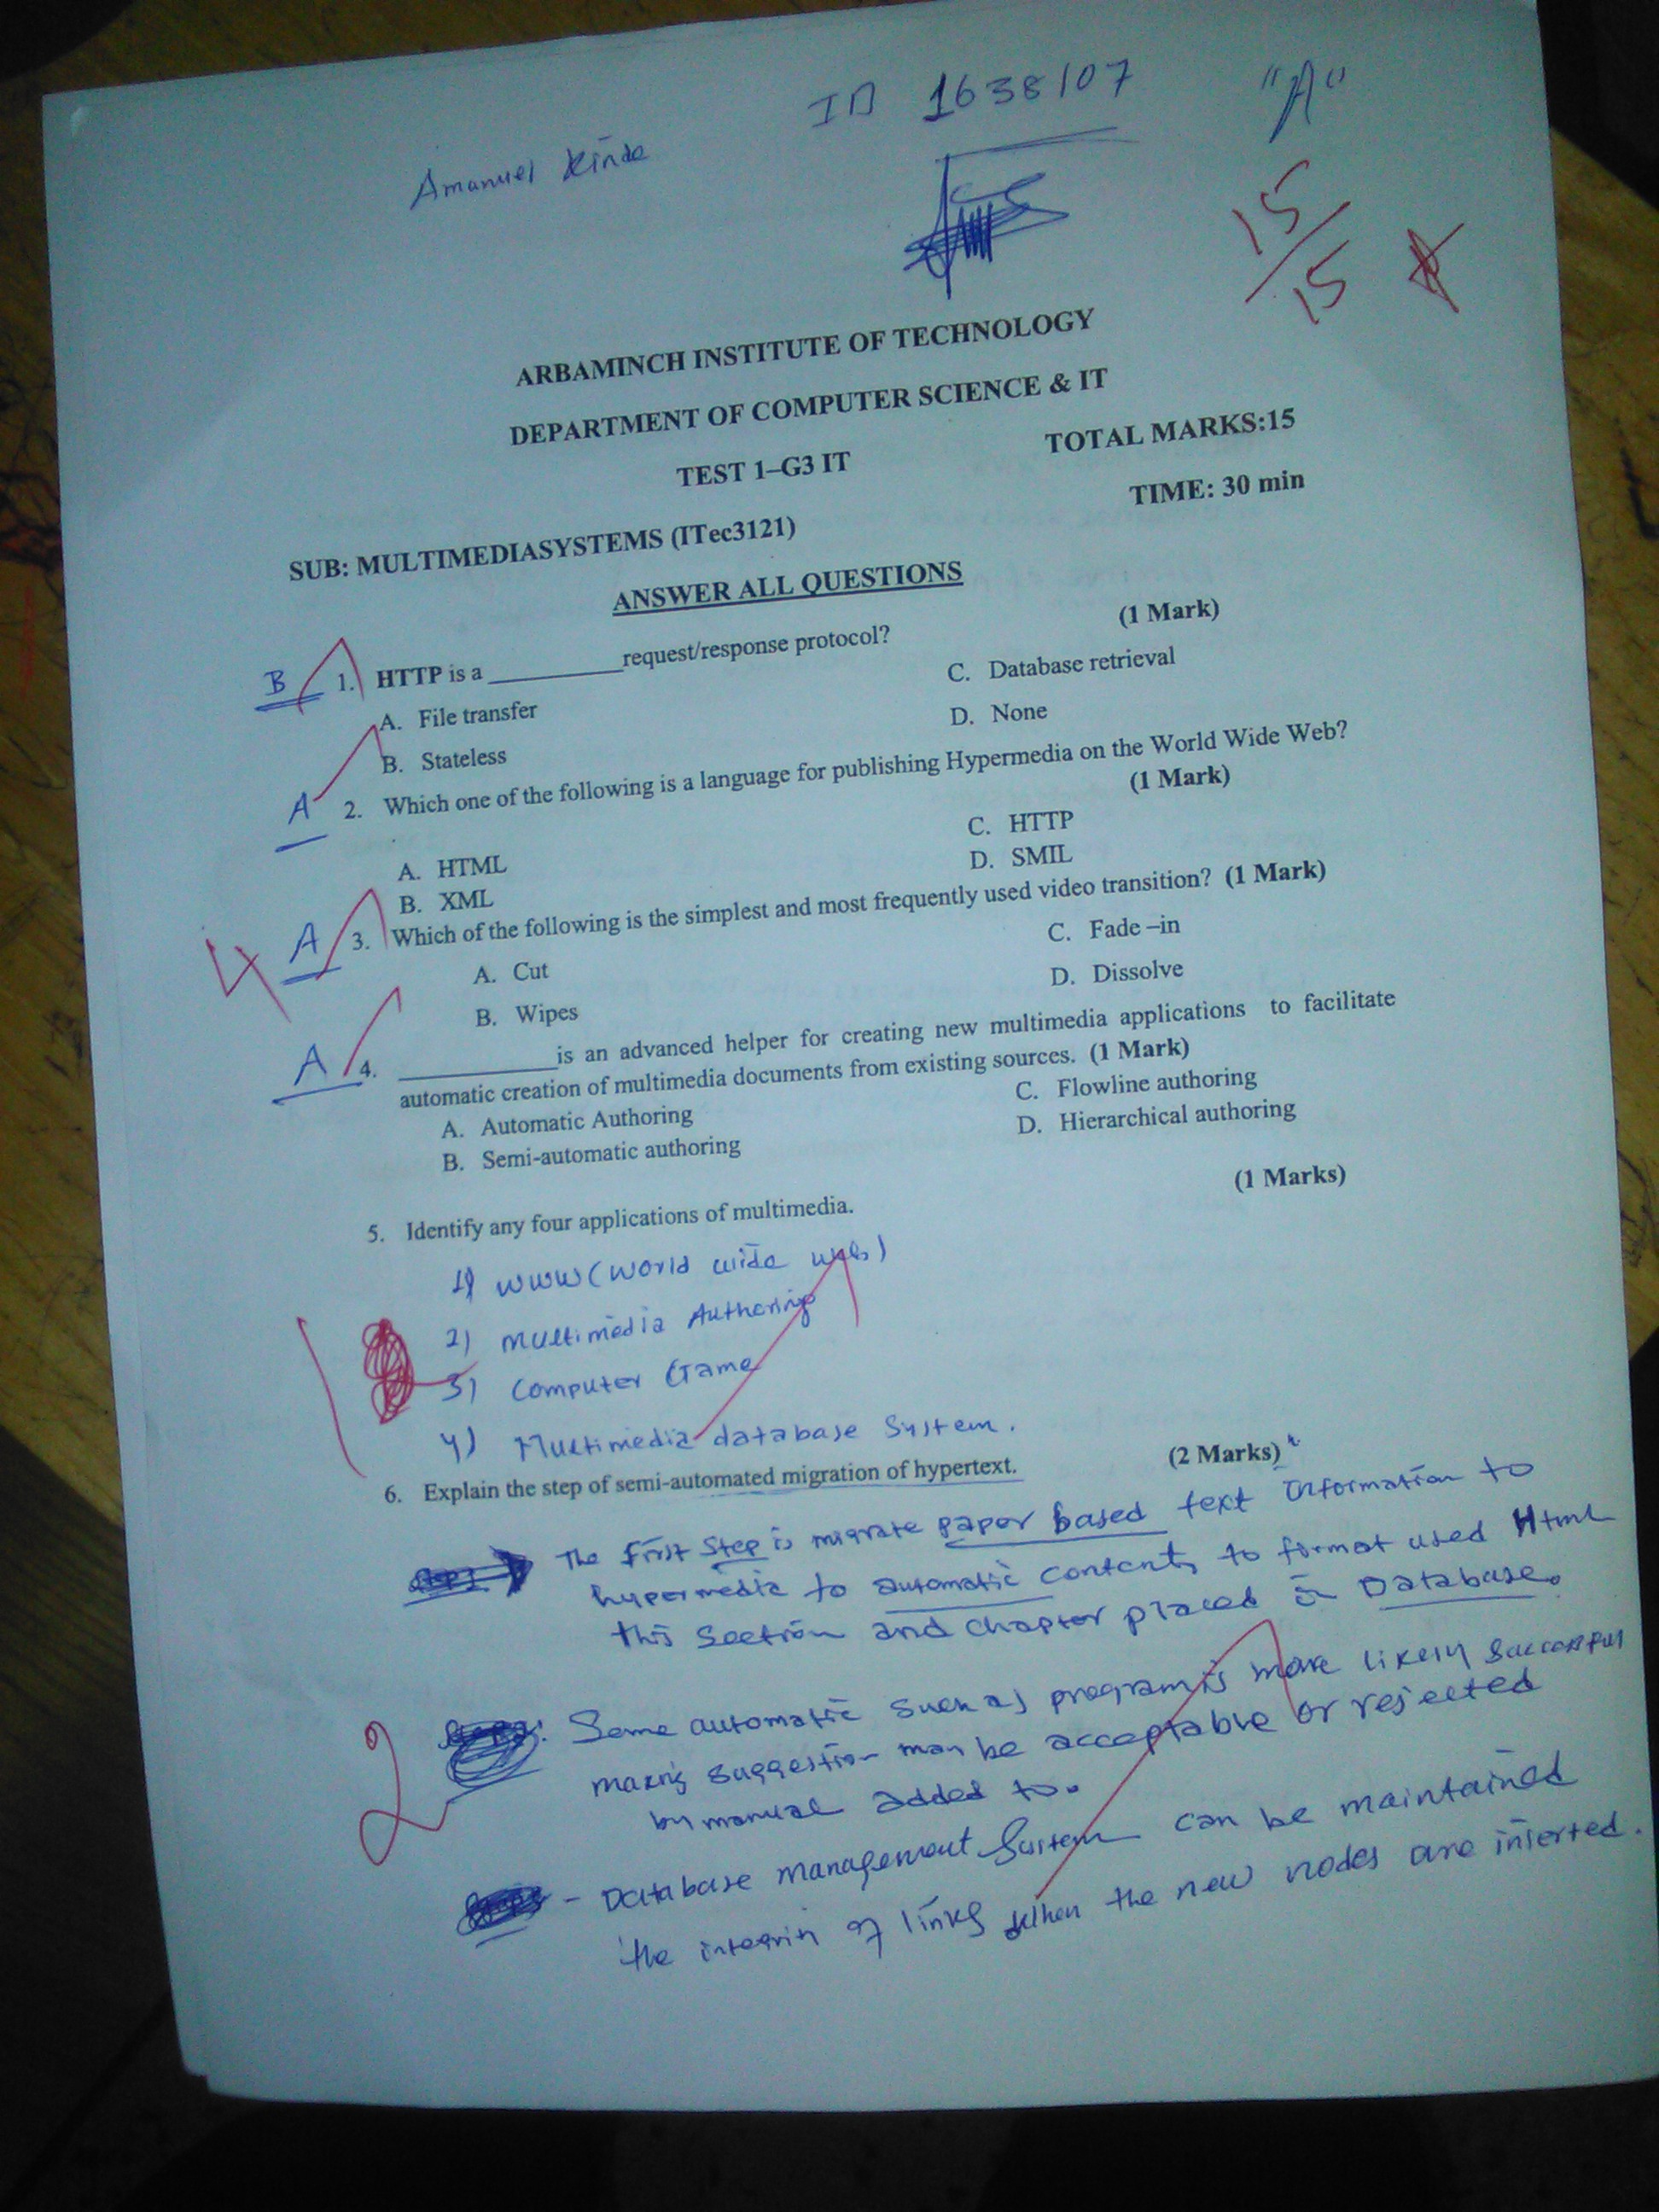 ID 1638/07 "A"
Amanuel Kinde
15/15
ARBAMINCH INSTITUTE OF TECHNOLOGY
DEPARTMENT OF COMPUTER SCIENCE & IT
TEST 1–G3 IT TOTAL MARKS:15
TIME: 30 min
SUB: MULTIMEDIASYSTEMS (ITec3121)
ANSWER ALL QUESTIONS
(1 Mark)
B 1. HTTP is a __________request/response protocol?
A. File transfer C. Database retrieval
B. Stateless D. None
A 2. Which one of the following is a language for publishing Hypermedia on the World Wide Web?
(1 Mark)
A. HTML C. HTTP
B. XML D. SMIL
4 A 3. Which of the following is the simplest and most frequently used video transition? (1 Mark)
A. Cut C. Fade –in
B. Wipes D. Dissolve
A 4. ____________is an advanced helper for creating new multimedia applications to facilitate
automatic creation of multimedia documents from existing sources. (1 Mark)
A. Automatic Authoring C. Flowline authoring
B. Semi-automatic authoring D. Hierarchical authoring
5. Identify any four applications of multimedia. (1 Marks)
1) WWW (World wide web)
2) Multimedia Authoring
3) Computer Game
4) Multimedia database System.
6. Explain the step of semi-automated migration of hypertext. (2 Marks)
The First Step is migrate paper based text Information to
hypermedia to automatic contents to format used Html
this Section and chapter placed in Database.
Some automatic such as program is more likely Successful
making suggestion may be acceptable or rejected
by manual added to.
2
- Database management System can be maintained
the of links when the new nodes are inserted.